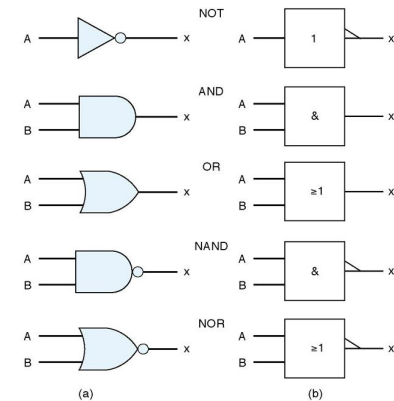 NOT
A x A 1 x
AND
A A
x & x
B B
OR
A A
x ≥1 x
B B
NAND
A A
x & x
B B
NOR
A A
x ≥1 x
B B
(a) (b)